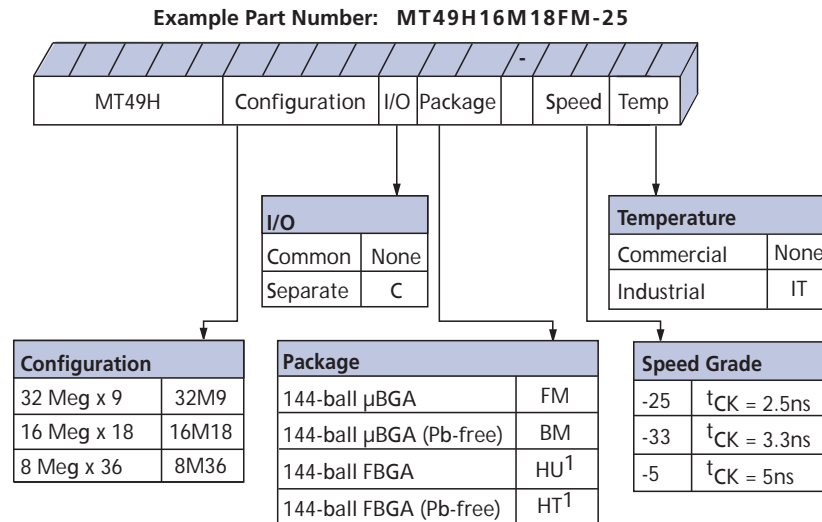 Example Part Number: MT49H16M18FM-25
-
MT49H Configuration I/O Package Speed Temp
I/O
Common None
Separate C
Temperature
Commercial None
Industrial IT
Configuration
32 Meg x 9 32M9
16 Meg x 18 16M18
8 Meg x 36 8M36
Package
144-ball µBGA FM
144-ball µBGA (Pb-free) BM
144-ball FBGA HU1
144-ball FBGA (Pb-free) HT1
Speed Grade
-25 tCK = 2.5ns
-33 tCK = 3.3ns
-5 tCK = 5ns